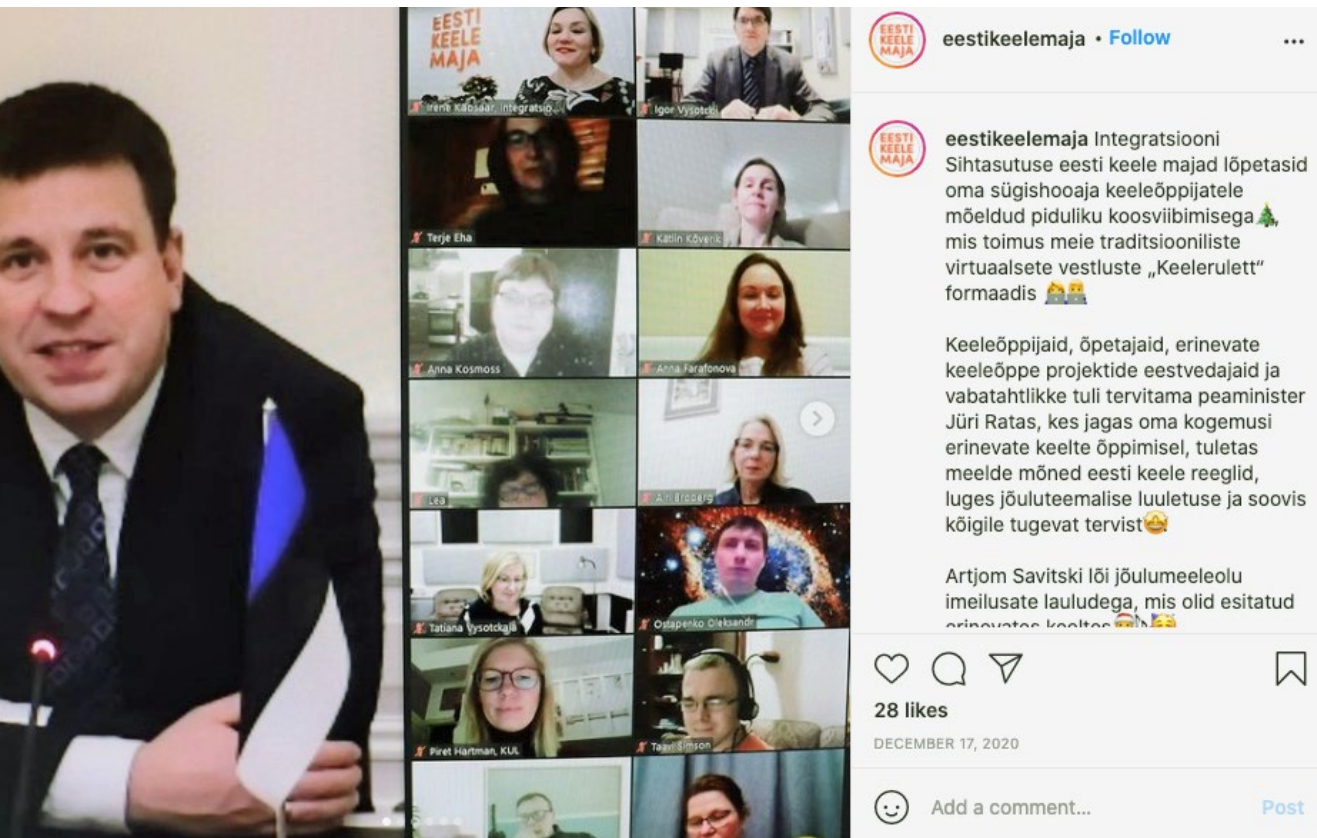 EESTI
KEELE
MAJA
Irene Käosaar, Integratsio...
Igor Vysotckii
Terje Eha
Kätlin Kõverik
Anna Kosmoss
Anna Farafonova
Lea
Airi Broberg
Tatiana Vysotckaja
Ostapenko Oleksandr
Piret Hartman, KUL
Taavi Simson
EESTI
KEELE
MAJA
eestikeelemaja • Follow
EESTI
KEELE
MAJA
eestikeelemaja Integratsiooni
Sihtasutuse eesti keele majad lõpetasid
oma sügishooaja keeleõppijatele
mõeldud piduliku koosviibimisega🎄,
mis toimus meie traditsiooniliste
virtuaalsete vestluste „Keelerulett“
formaadis 👩‍💻👨‍💻
Keeleõppijaid, õpetajaid, erinevate
keeleõppe projektide eestvedajaid ja
vabatahtlikke tuli tervitama peaminister
Jüri Ratas, kes jagas oma kogemusi
erinevate keelte õppimisel, tuletas
meelde mõned eesti keele reeglid,
luges jõuluteemalise luuletuse ja soovis
kõigile tugevat tervist🤩
Artjom Savitski lõi jõulumeeleolu
imeilusate lauludega, mis olid esitatud
erinevates keeltes
28 likes
DECEMBER 17, 2020
Add a comment... Post